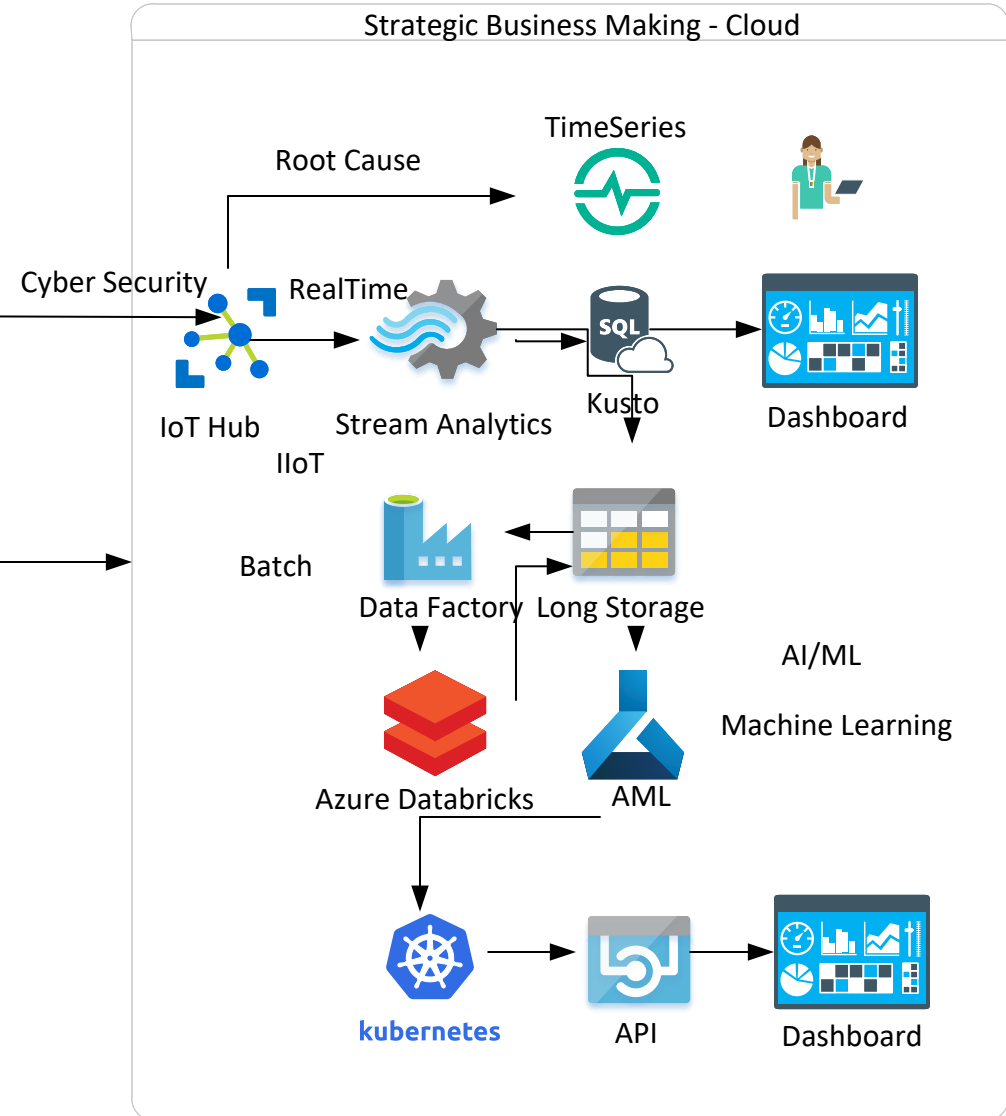 Strategic Business Making - Cloud
TimeSeries
Root Cause
Cyber Security
RealTime
SQL
Kusto
Dashboard
IoT Hub
Stream Analytics
IIoT
Batch
Data Factory
Long Storage
AI/ML
Machine Learning
Azure Databricks
AML
kubernetes
API
Dashboard